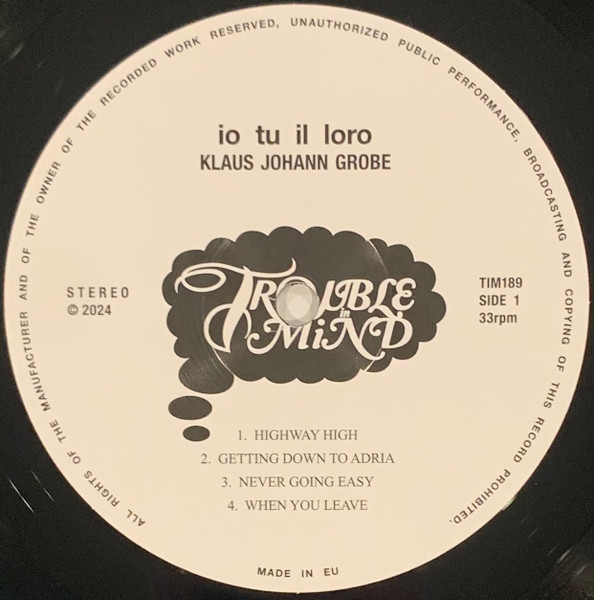 ALL RIGHTS OF THE MANUFACTURER AND OF THE OWNER OF THE RECORDED WORK RESERVED, UNAUTHORIZED PUBLIC PERFORMANCE, BROADCASTING AND COPYING OF THIS RECORD PROHIBITED.
io tu il loro
KLAUS JOHANN GROBE
TROUBLE
in
MiND
STEREO
© 2024
TIM189
SIDE 1
33rpm
1. HIGHWAY HIGH
2. GETTING DOWN TO ADRIA
3. NEVER GOING EASY
4. WHEN YOU LEAVE
MADE IN EU